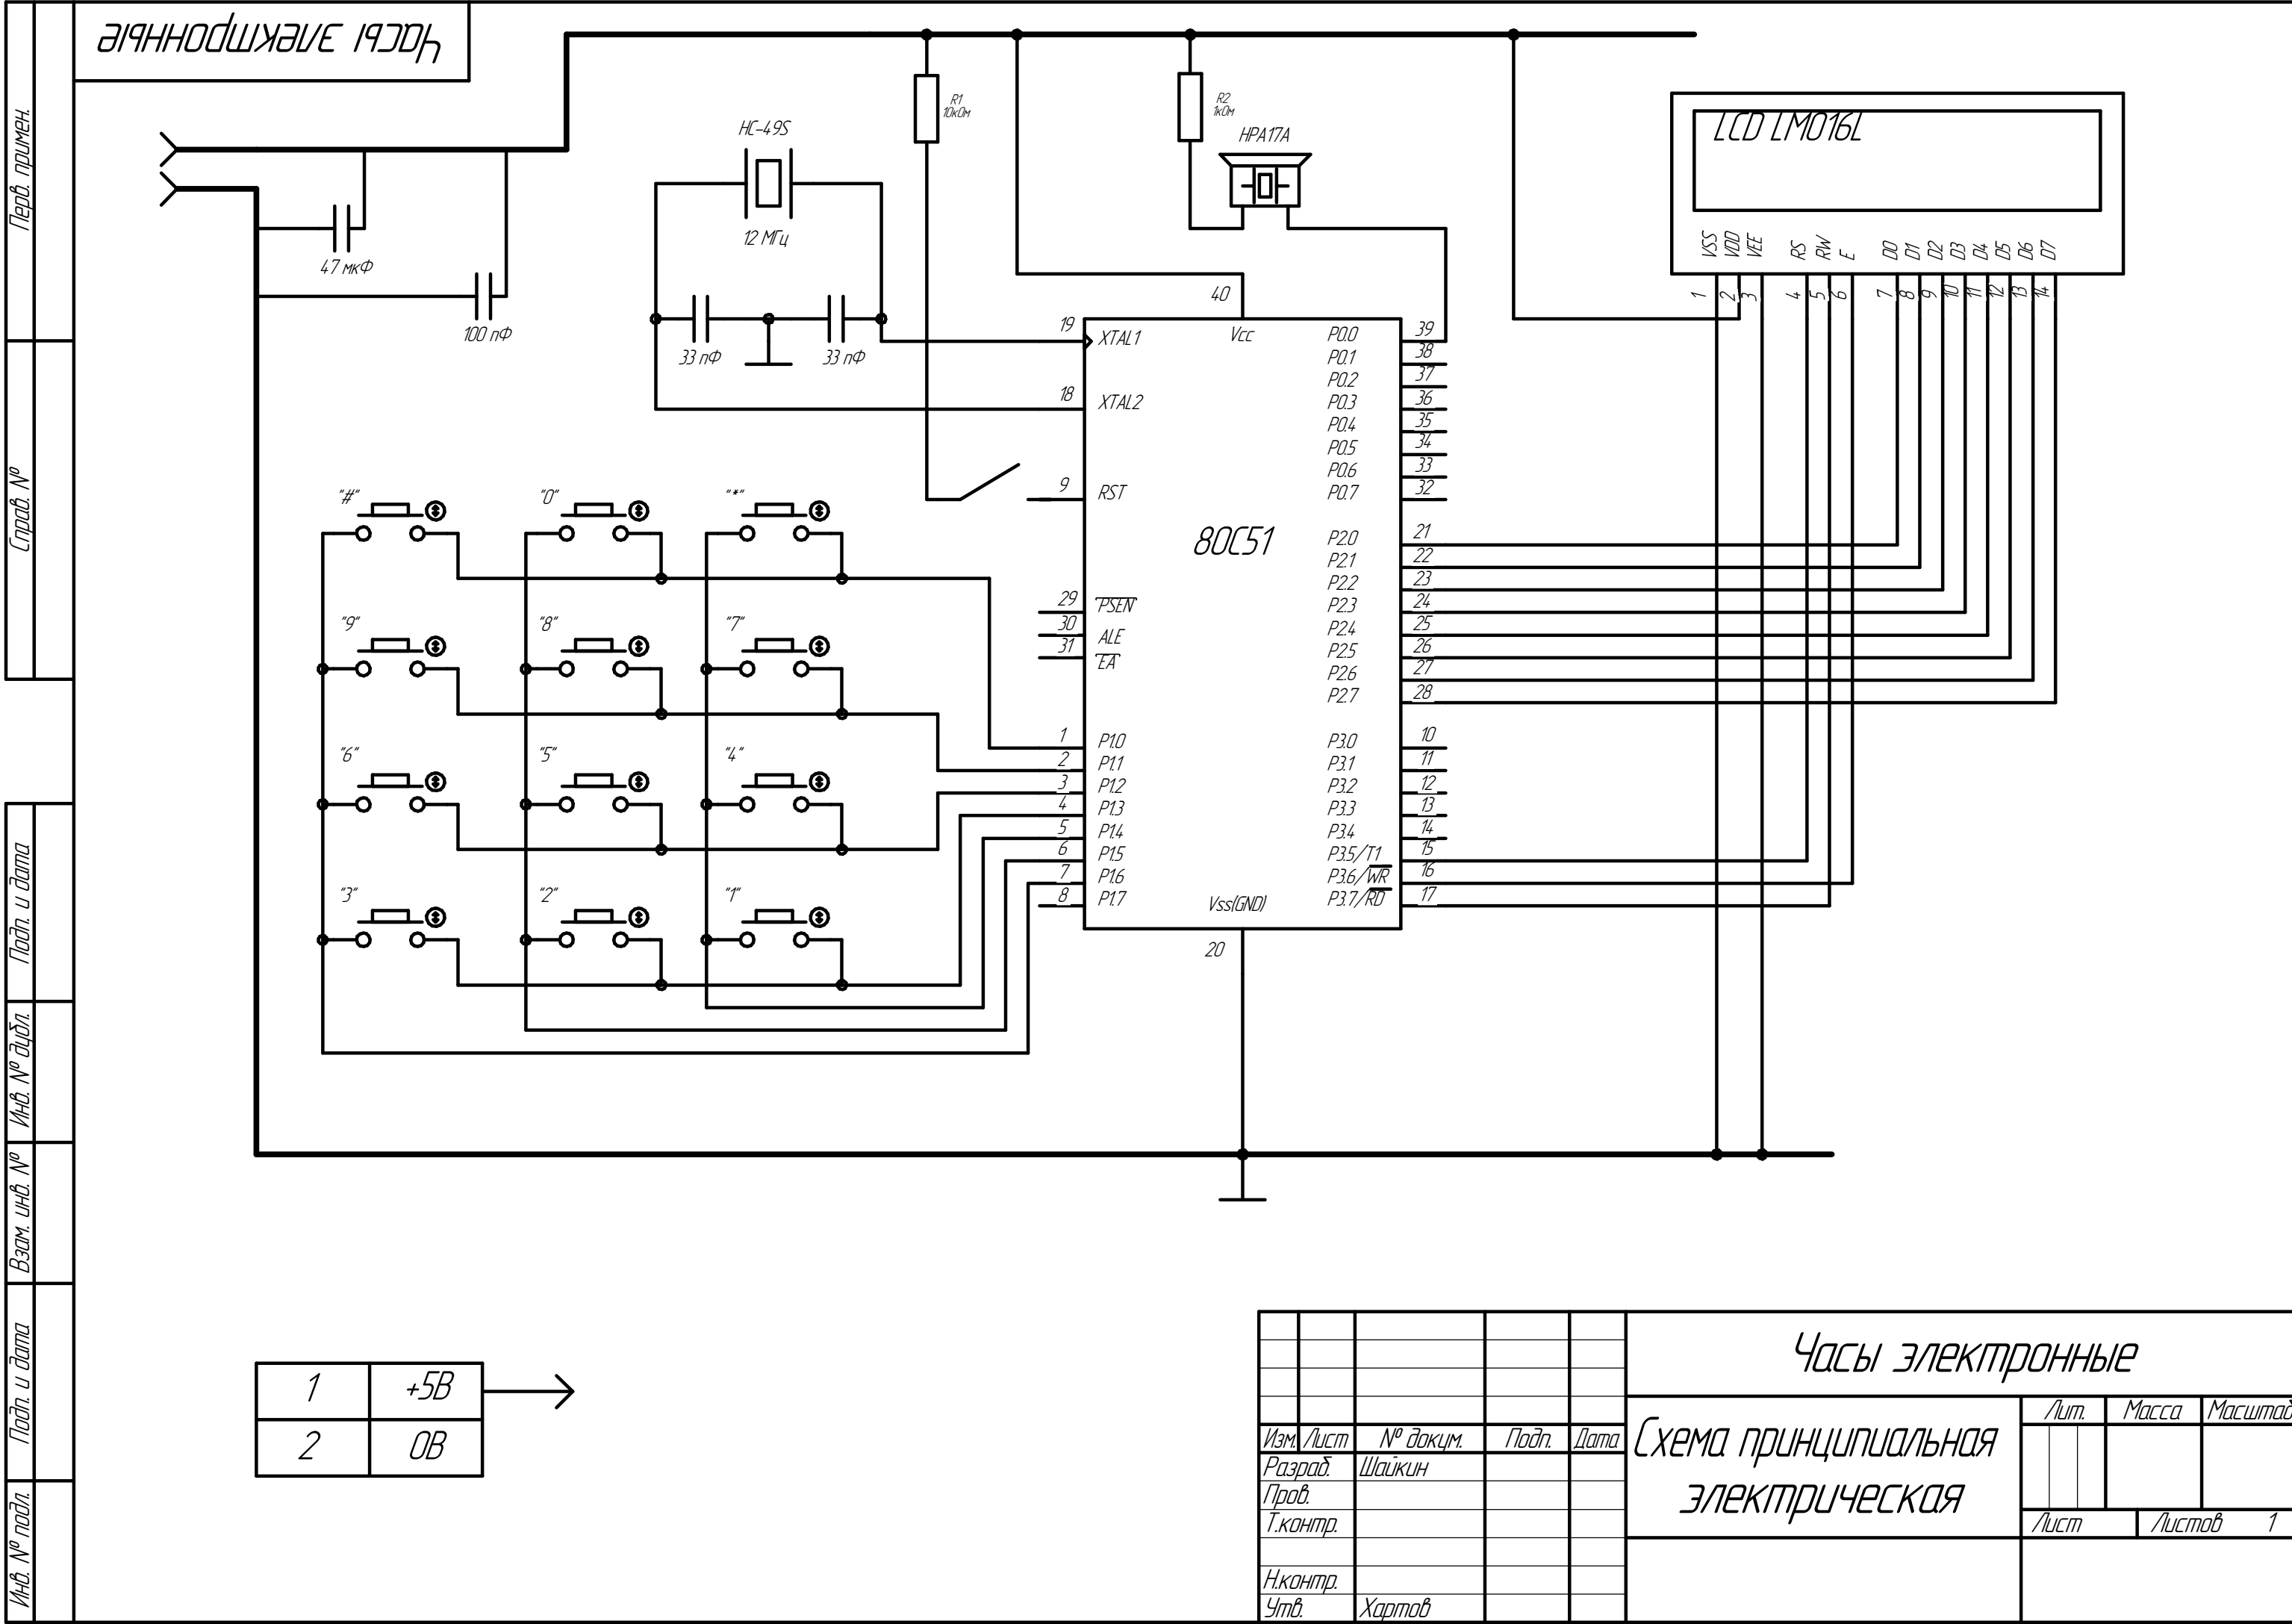 Часы электронные
Перв. примен.
Справ. №
Подп. и дата
Инв. № дубл.
Взам. инв. №
Подп. и дата
Инв. № подл.
47 мкФ
100 пФ
HC-49S
12 МГц
33 пФ
33 пФ
R1
10кОм
R2
1кОм
HPA17A
LCD LM016L
VSS
VDD
VEE
RS
RW
E
D0
D1
D2
D3
D4
D5
D6
D7
1
2
3
4
5
6
7
8
9
10
11
12
13
14
80C51
40
Vcc
19 XTAL1
18 XTAL2
9 RST
29 PSEN
30 ALE
31 EA
1 P1.0
2 P1.1
3 P1.2
4 P1.3
5 P1.4
6 P1.5
7 P1.6
8 P1.7
P0.0 39
P0.1 38
P0.2 37
P0.3 36
P0.4 35
P0.5 34
P0.6 33
P0.7 32
P2.0 21
P2.1 22
P2.2 23
P2.3 24
P2.4 25
P2.5 26
P2.6 27
P2.7 28
P3.0 10
P3.1 11
P3.2 12
P3.3 13
P3.4 14
P3.5/T1 15
P3.6/WR 16
P3.7/RD 17
Vss(GND)
20
"#" "0" "*"
"9" "8" "7"
"6" "5" "4"
"3" "2" "1"
1 +5В
2 0В
Часы электронные
Схема принципиальная
электрическая
Лит. Масса Масштаб
Лист Листов 1
Изм. Лист № докум. Подп. Дата
Разраб. Шайкин
Пров.
Т.контр.
Н.контр.
Утв. Хартов